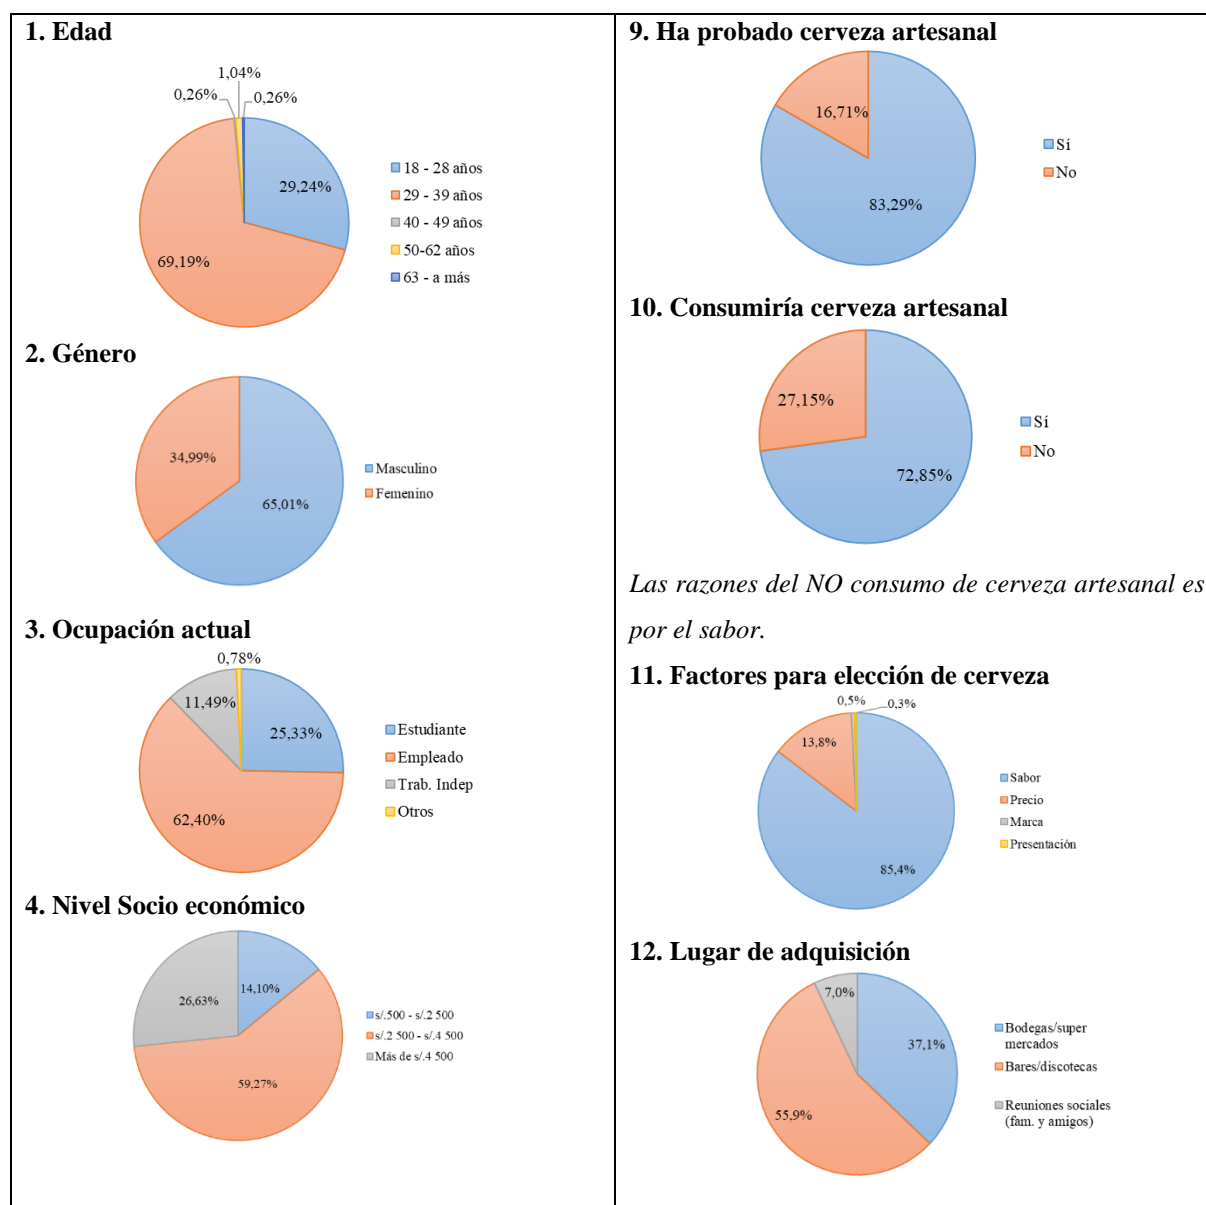 1. Edad
1,04%
0,26%
0,26%
29,24%
69,19%
18 - 28 años
29 - 39 años
40 - 49 años
50-62 años
63 - a más
2. Género
34,99%
65,01%
Masculino
Femenino
3. Ocupación actual
0,78%
11,49%
25,33%
62,40%
Estudiante
Empleado
Trab. Indep
Otros
4. Nivel Socio económico
26,63%
14,10%
59,27%
s/.500 - s/.2 500
s/.2 500 - s/.4 500
Más de s/.4 500
9. Ha probado cerveza artesanal
16,71%
83,29%
Sí
No
10. Consumiría cerveza artesanal
27,15%
72,85%
Sí
No
Las razones del NO consumo de cerveza artesanal es
por el sabor.
11. Factores para elección de cerveza
0,5%
0,3%
13,8%
85,4%
Sabor
Precio
Marca
Presentación
12. Lugar de adquisición
7,0%
37,1%
55,9%
Bodegas/super
mercados
Bares/discotecas
Reuniones sociales
(fam. y amigos)